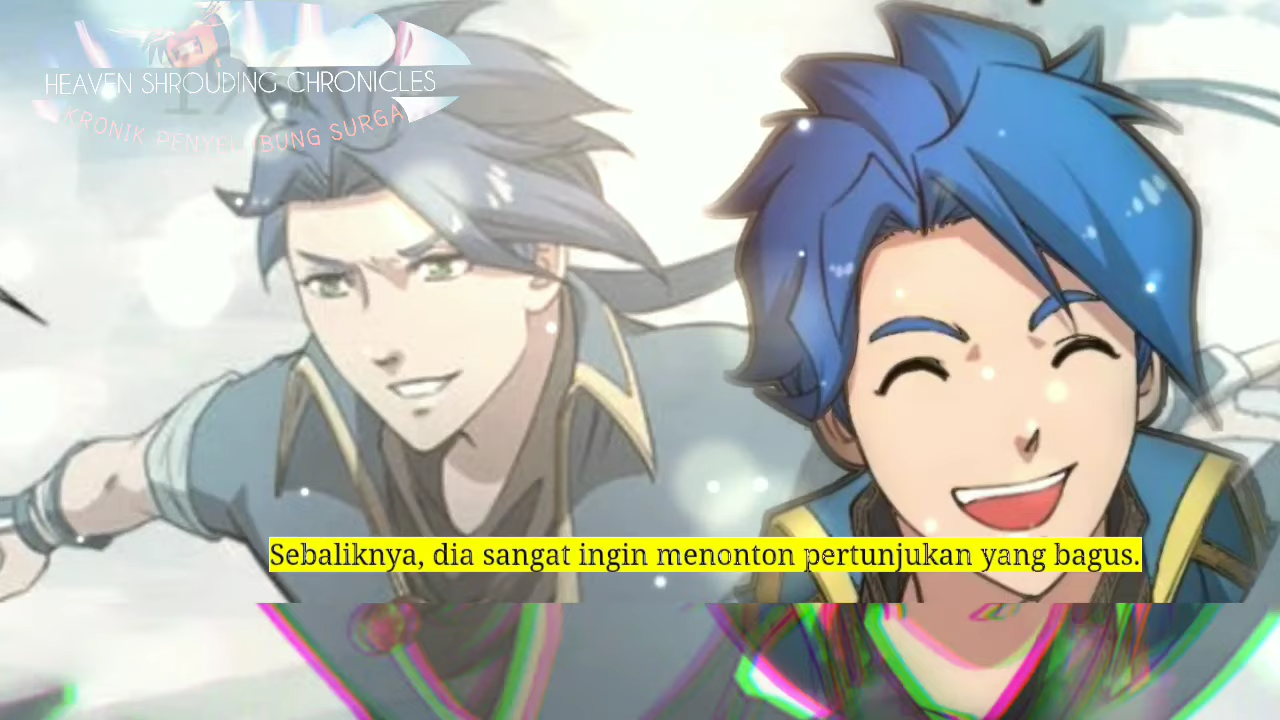 HEAVEN SHROUDING CHRONICLES
KRONIK PENYELUBUNG SURGA
Sebaliknya, dia sangat ingin menonton pertunjukan yang bagus.